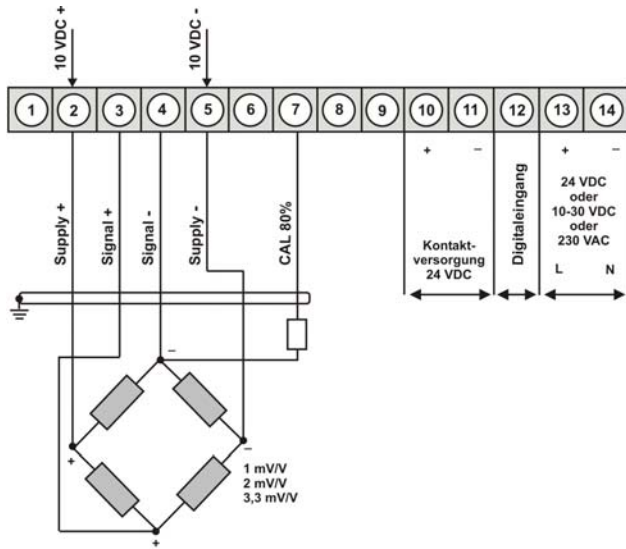 10 VDC +
10 VDC -
1 2 3 4 5 6 7 8 9 10 11 12 13 14
Supply +
Signal +
Signal -
Supply -
CAL 80%
+ −
Kontakt-
versorgung
24 VDC
Digitaleingang
+ −
24 VDC
oder
10-30 VDC
oder
230 VAC
L N
−
+
−
+
1 mV/V
2 mV/V
3,3 mV/V